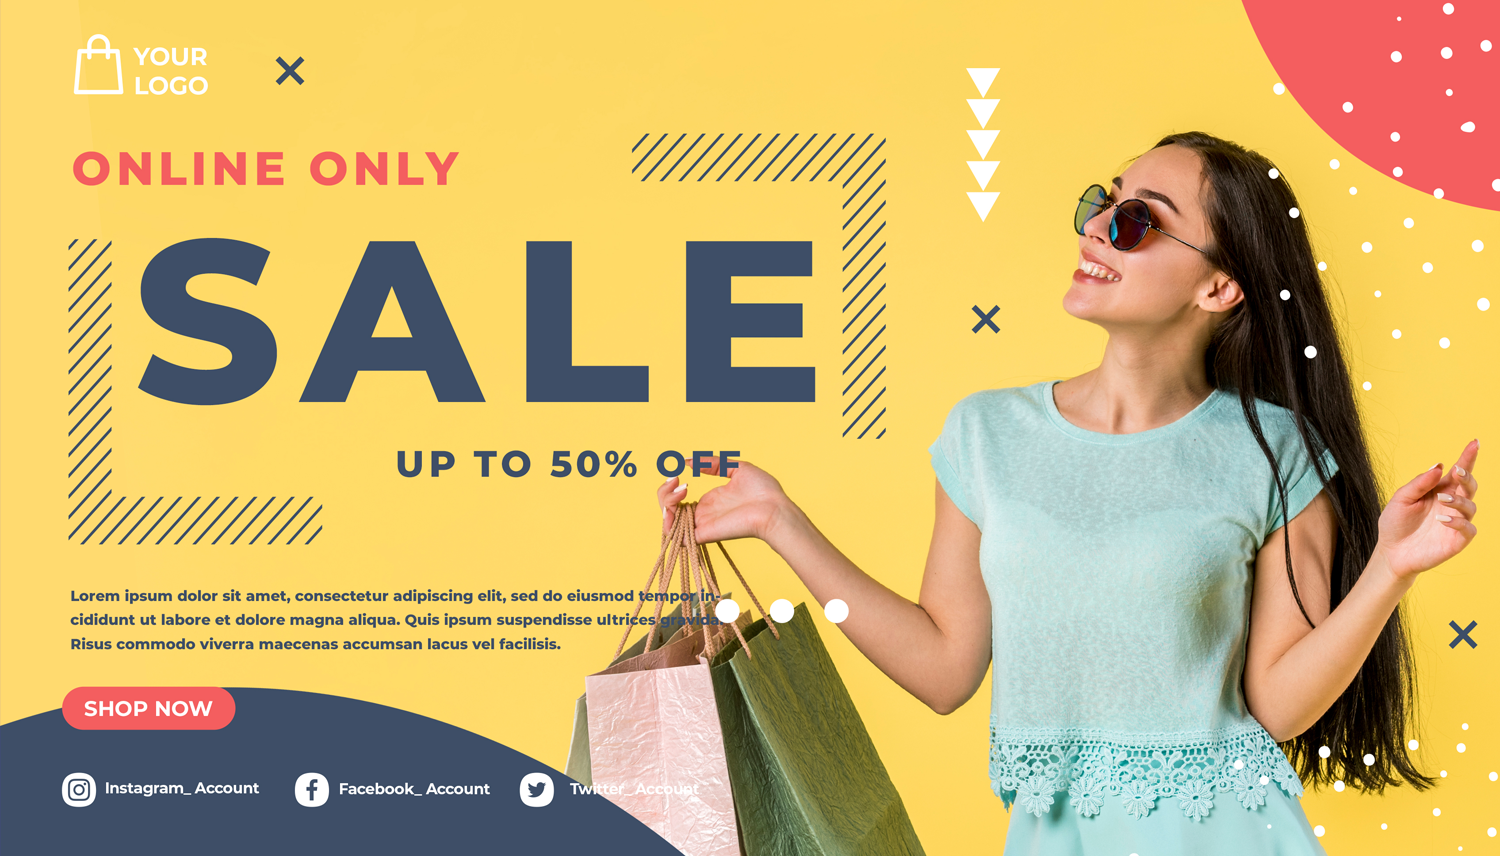 YOUR
LOGO
ONLINE ONLY
SALE
UP TO 50% OFF
Lorem ipsum dolor sit amet, consectetur adipiscing elit, sed do eiusmod tempor in-
cididunt ut labore et dolore magna aliqua. Quis ipsum suspendisse ultrices gravida.
Risus commodo viverra maecenas accumsan lacus vel facilisis.
SHOP NOW
Instagram_ Account Facebook_ Account Twitter_ Account